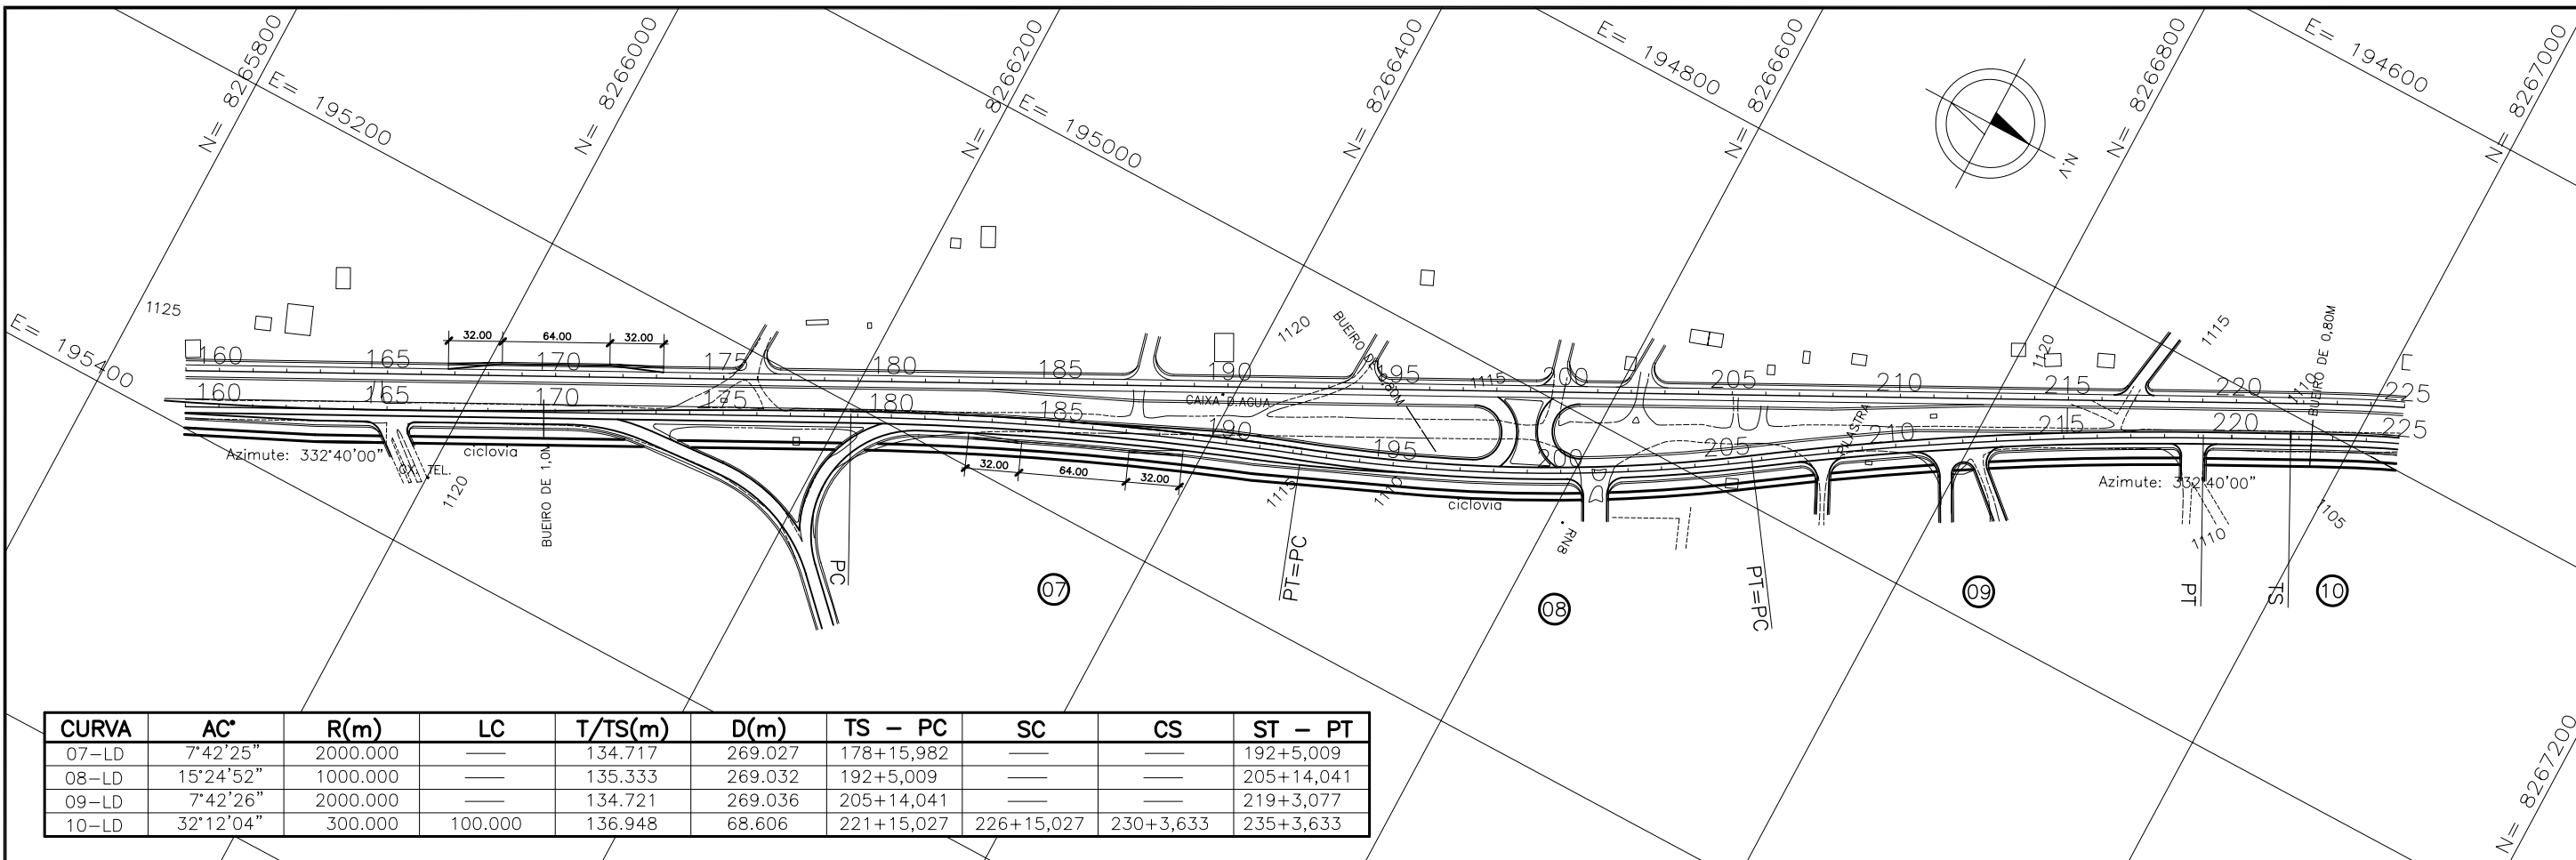 N= 8265800
N= 8266000
N= 8266200
N= 8266400
N= 8266600
N= 8266800
N= 8267000
E= 195200
E= 195000
E= 194800
E= 194600
N.V
E= 195400
1125
32.00
64.00
32.00
1120
BUEIRO DE 0,80M
1115
1120
1115
1110
BUEIRO DE 0,80M
160
165
170
175
180
185
190
195
200
205
210
215
220
225
CAIXA D.AGUA
160
165
170
175
180
185
190
195
200
205
210
215
220
225
PILASTRA
Azimute: 332°40'00"
CX. TEL.
ciclovia
1120
BUEIRO DE 1,0M
32.00
64.00
32.00
1115
1110
ciclovia
RN8
Azimute: 332°40'00"
1110
1105
PC
07
PT=PC
08
PT=PC
09
PT
TS
10
N= 8267200
CURVA AC° R(m) LC T/TS(m) D(m) TS – PC SC CS ST – PT
07–LD 7°42'25" 2000.000 —— 134.717 269.027 178+15,982 —— —— 192+5,009
08–LD 15°24'52" 1000.000 —— 135.333 269.032 192+5,009 —— —— 205+14,041
09–LD 7°42'26" 2000.000 —— 134.721 269.036 205+14,041 —— —— 219+3,077
10–LD 32°12'04" 300.000 100.000 136.948 68.606 221+15,027 226+15,027 230+3,633 235+3,633